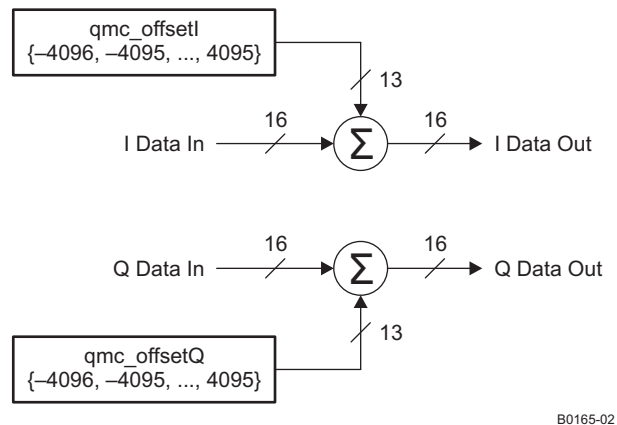 qmc_offsetI
{–4096, –4095, ..., 4095}
13
16
16
I Data In
Σ
I Data Out
16
16
Q Data In
Σ
Q Data Out
13
qmc_offsetQ
{–4096, –4095, ..., 4095}
B0165-02